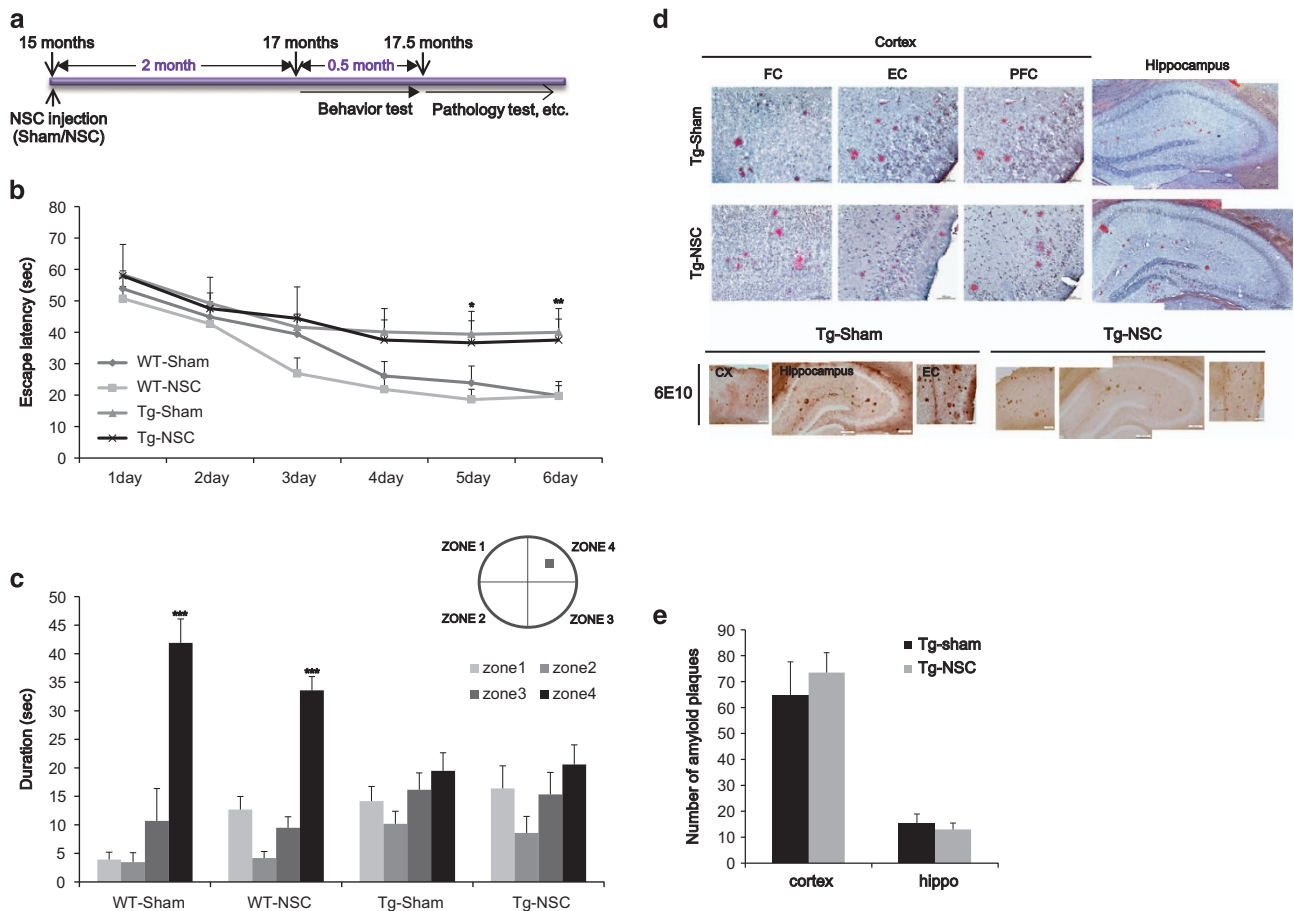 a
15 months
17 months
17.5 months
2 month
0.5 month
NSC injection
(Sham/NSC)
Behavior test
Pathology test, etc.
b
Escape latency (sec)
80
70
60
50
40
30
20
10
0
*
**
WT-Sham
WT-NSC
Tg-Sham
Tg-NSC
1day
2day
3day
4day
5day
6day
c
Duration (sec)
50
45
40
35
30
25
20
15
10
5
0
***
***
ZONE 1
ZONE 4
ZONE 2
ZONE 3
zone1
zone2
zone3
zone4
WT-Sham
WT-NSC
Tg-Sham
Tg-NSC
d
Cortex
Hippocampus
FC
EC
PFC
Tg-Sham
Tg-NSC
Tg-Sham
Tg-NSC
6E10
CX
Hippocampus
EC
e
Number of amyloid plaques
90
80
70
60
50
40
30
20
10
0
Tg-sham
Tg-NSC
cortex
hippo